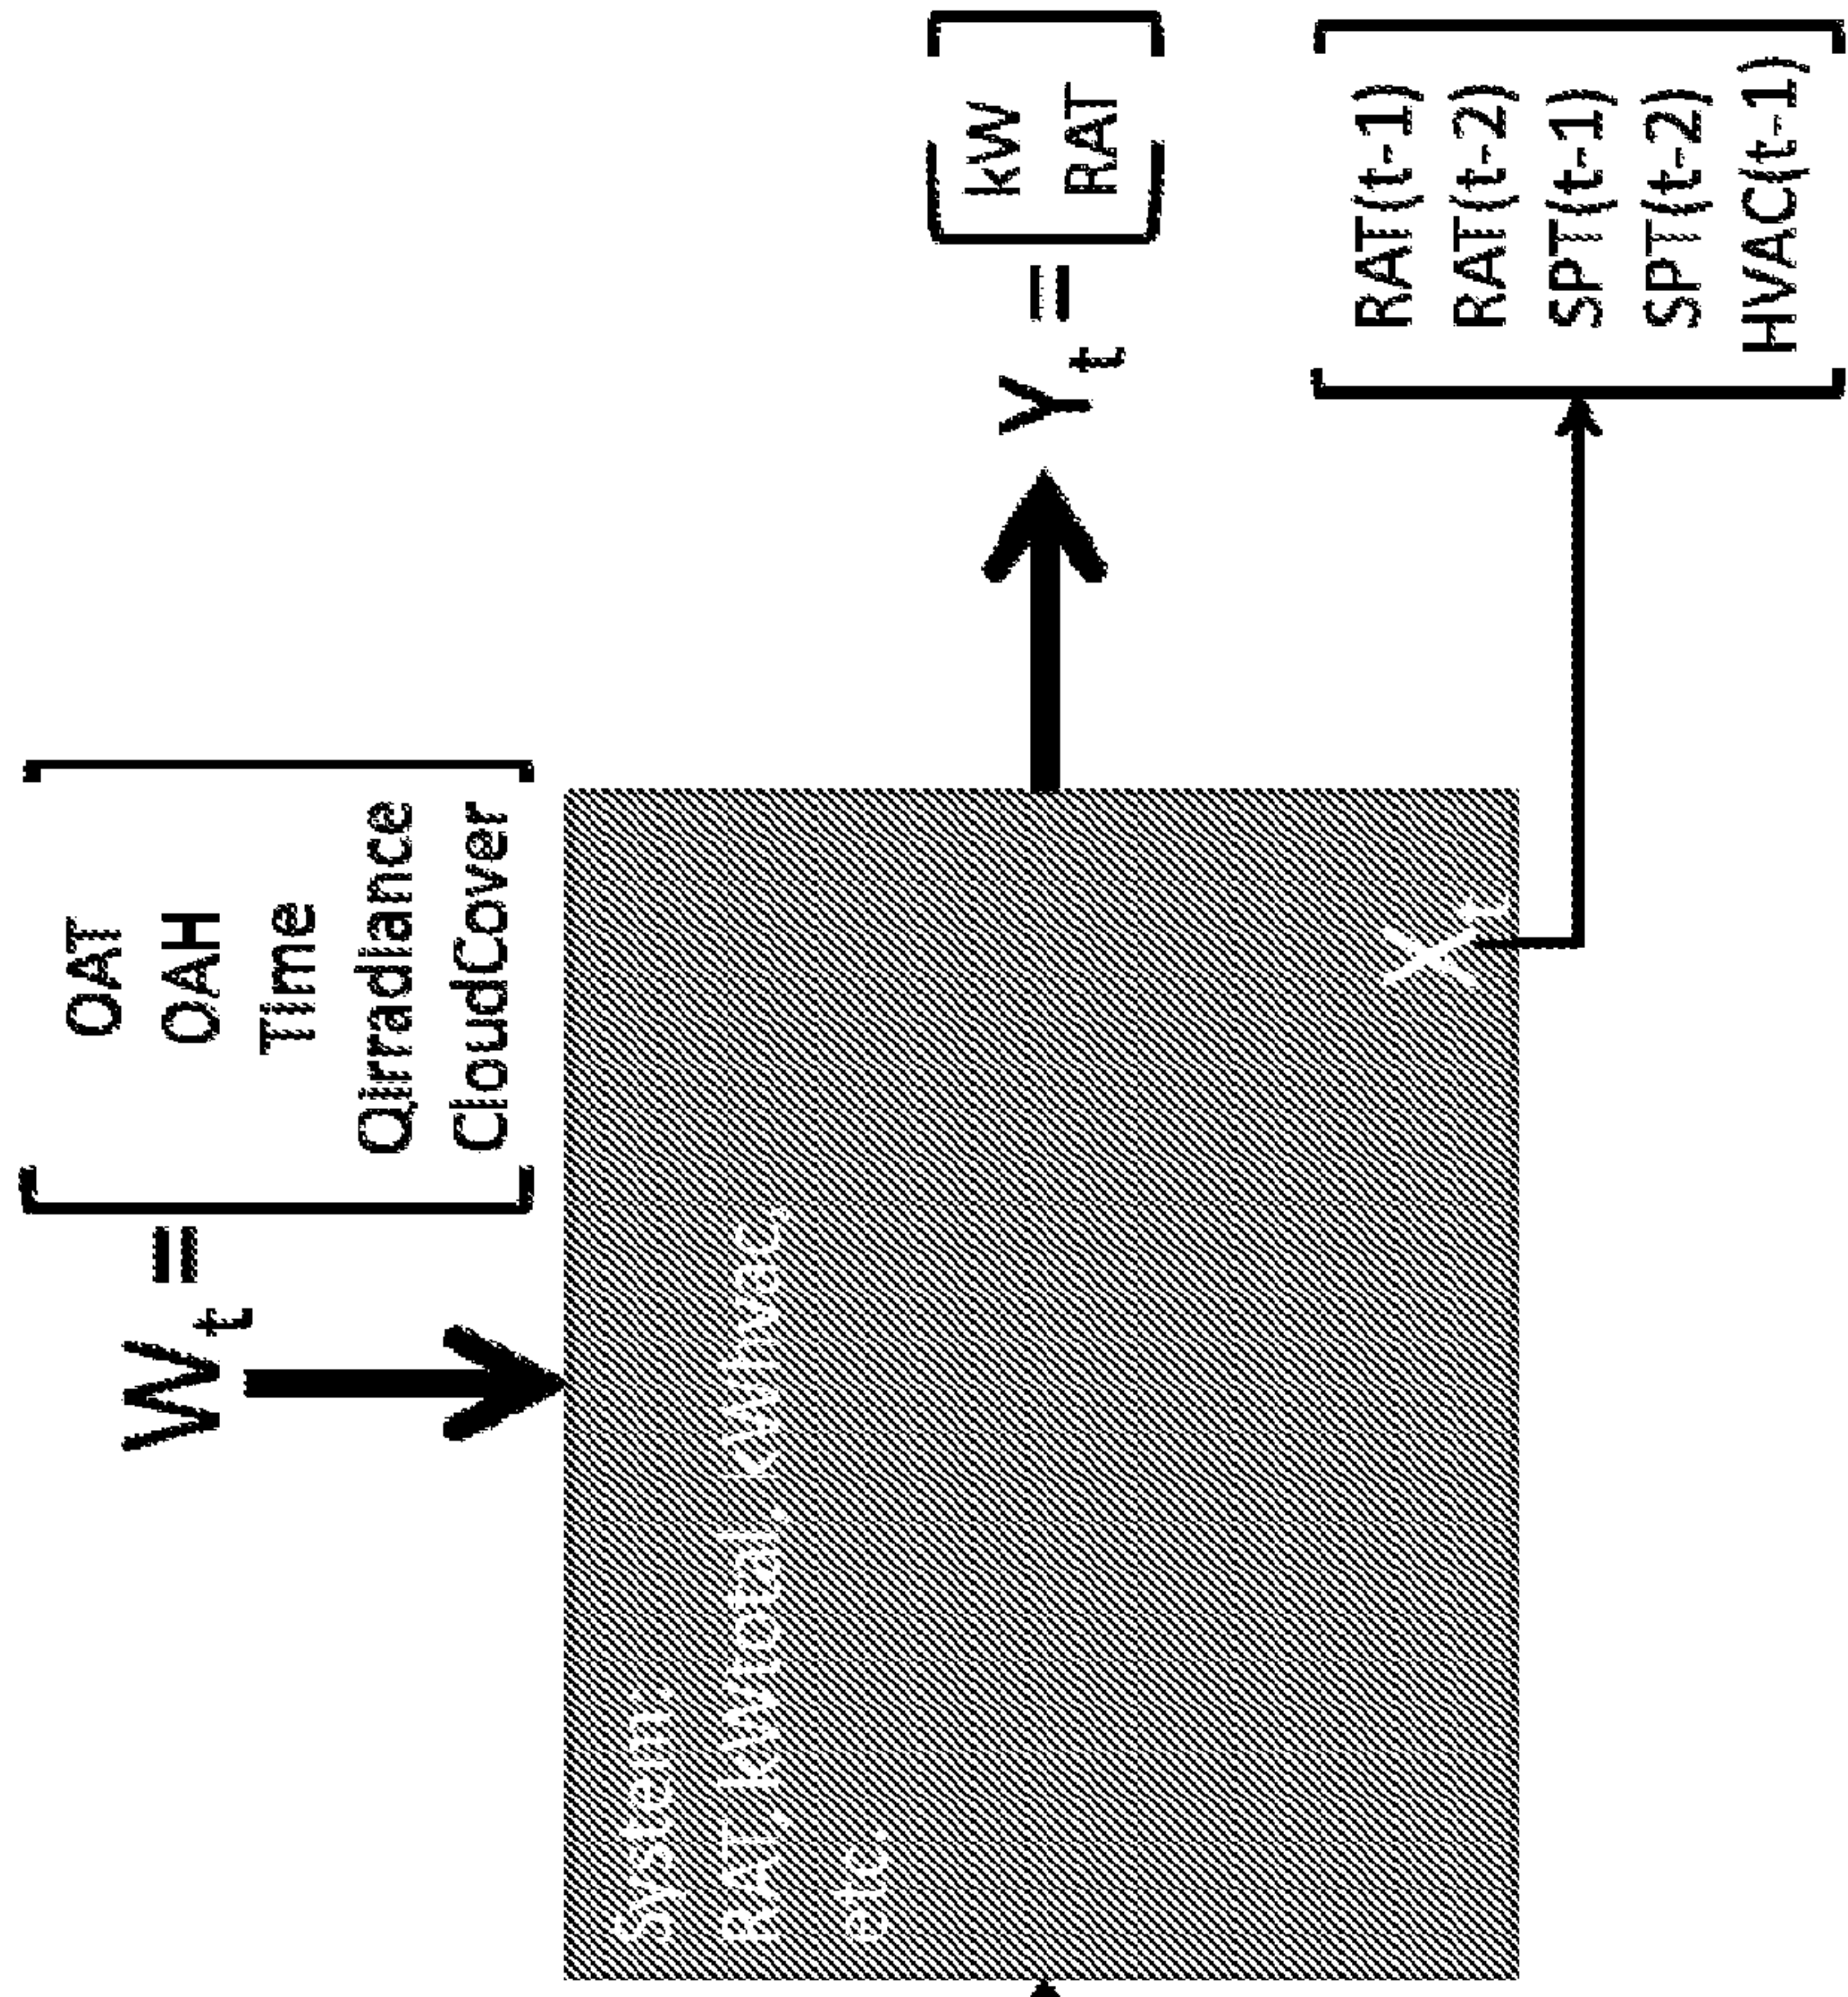 W_t =
OAT
OAH
Time
Qirradiance
CloudCover
System:
RAT, kWtotal, kWhvac,
etc.
Y_t =
kW
RAT
X_t
RAT(t-1)
RAT(t-2)
SPT(t-1)
SPT(t-2)
HVAC(t-1)